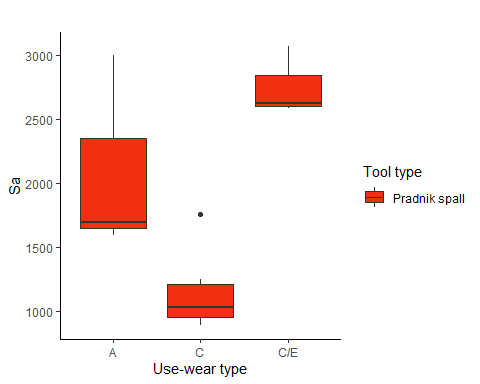 3000
2500
2000
1500
1000
Sa
A
C
C/E
Use-wear type
Tool type
Pradnik spall